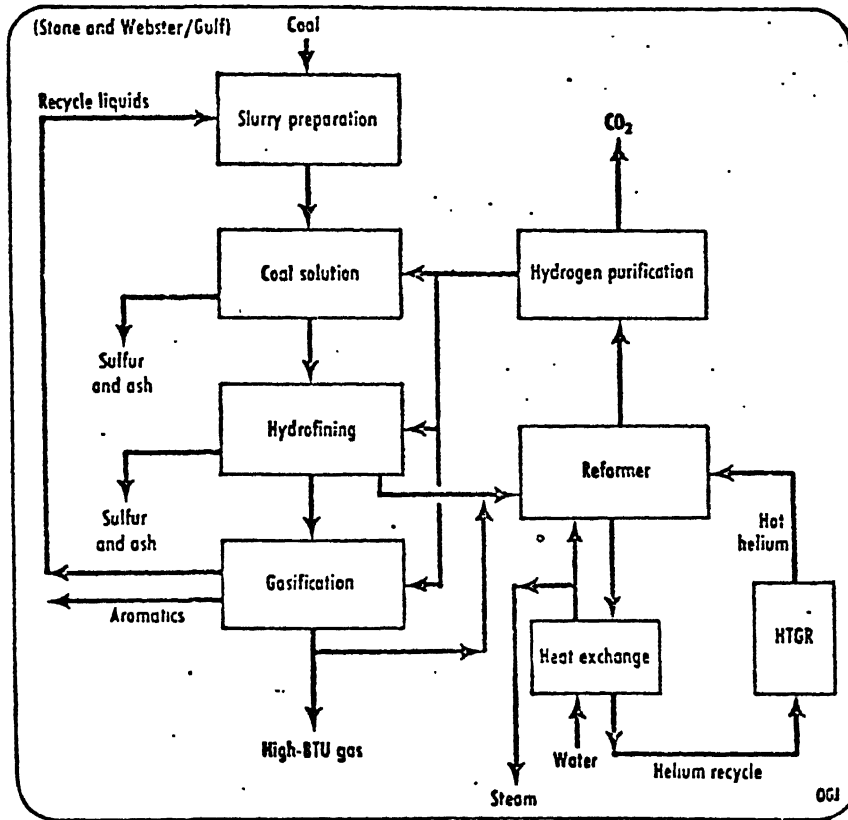 (Stone and Webster/Gulf)
Coal
Recycle liquids
Slurry preparation
CO₂
Coal solution
Hydrogen purification
Sulfur
and ash
Hydrofining
Reformer
Sulfur
and ash
Hot
helium
Gasification
Aromatics
Heat exchange
HTGR
High-BTU gas
Water
Helium recycle
Steam
OGJ